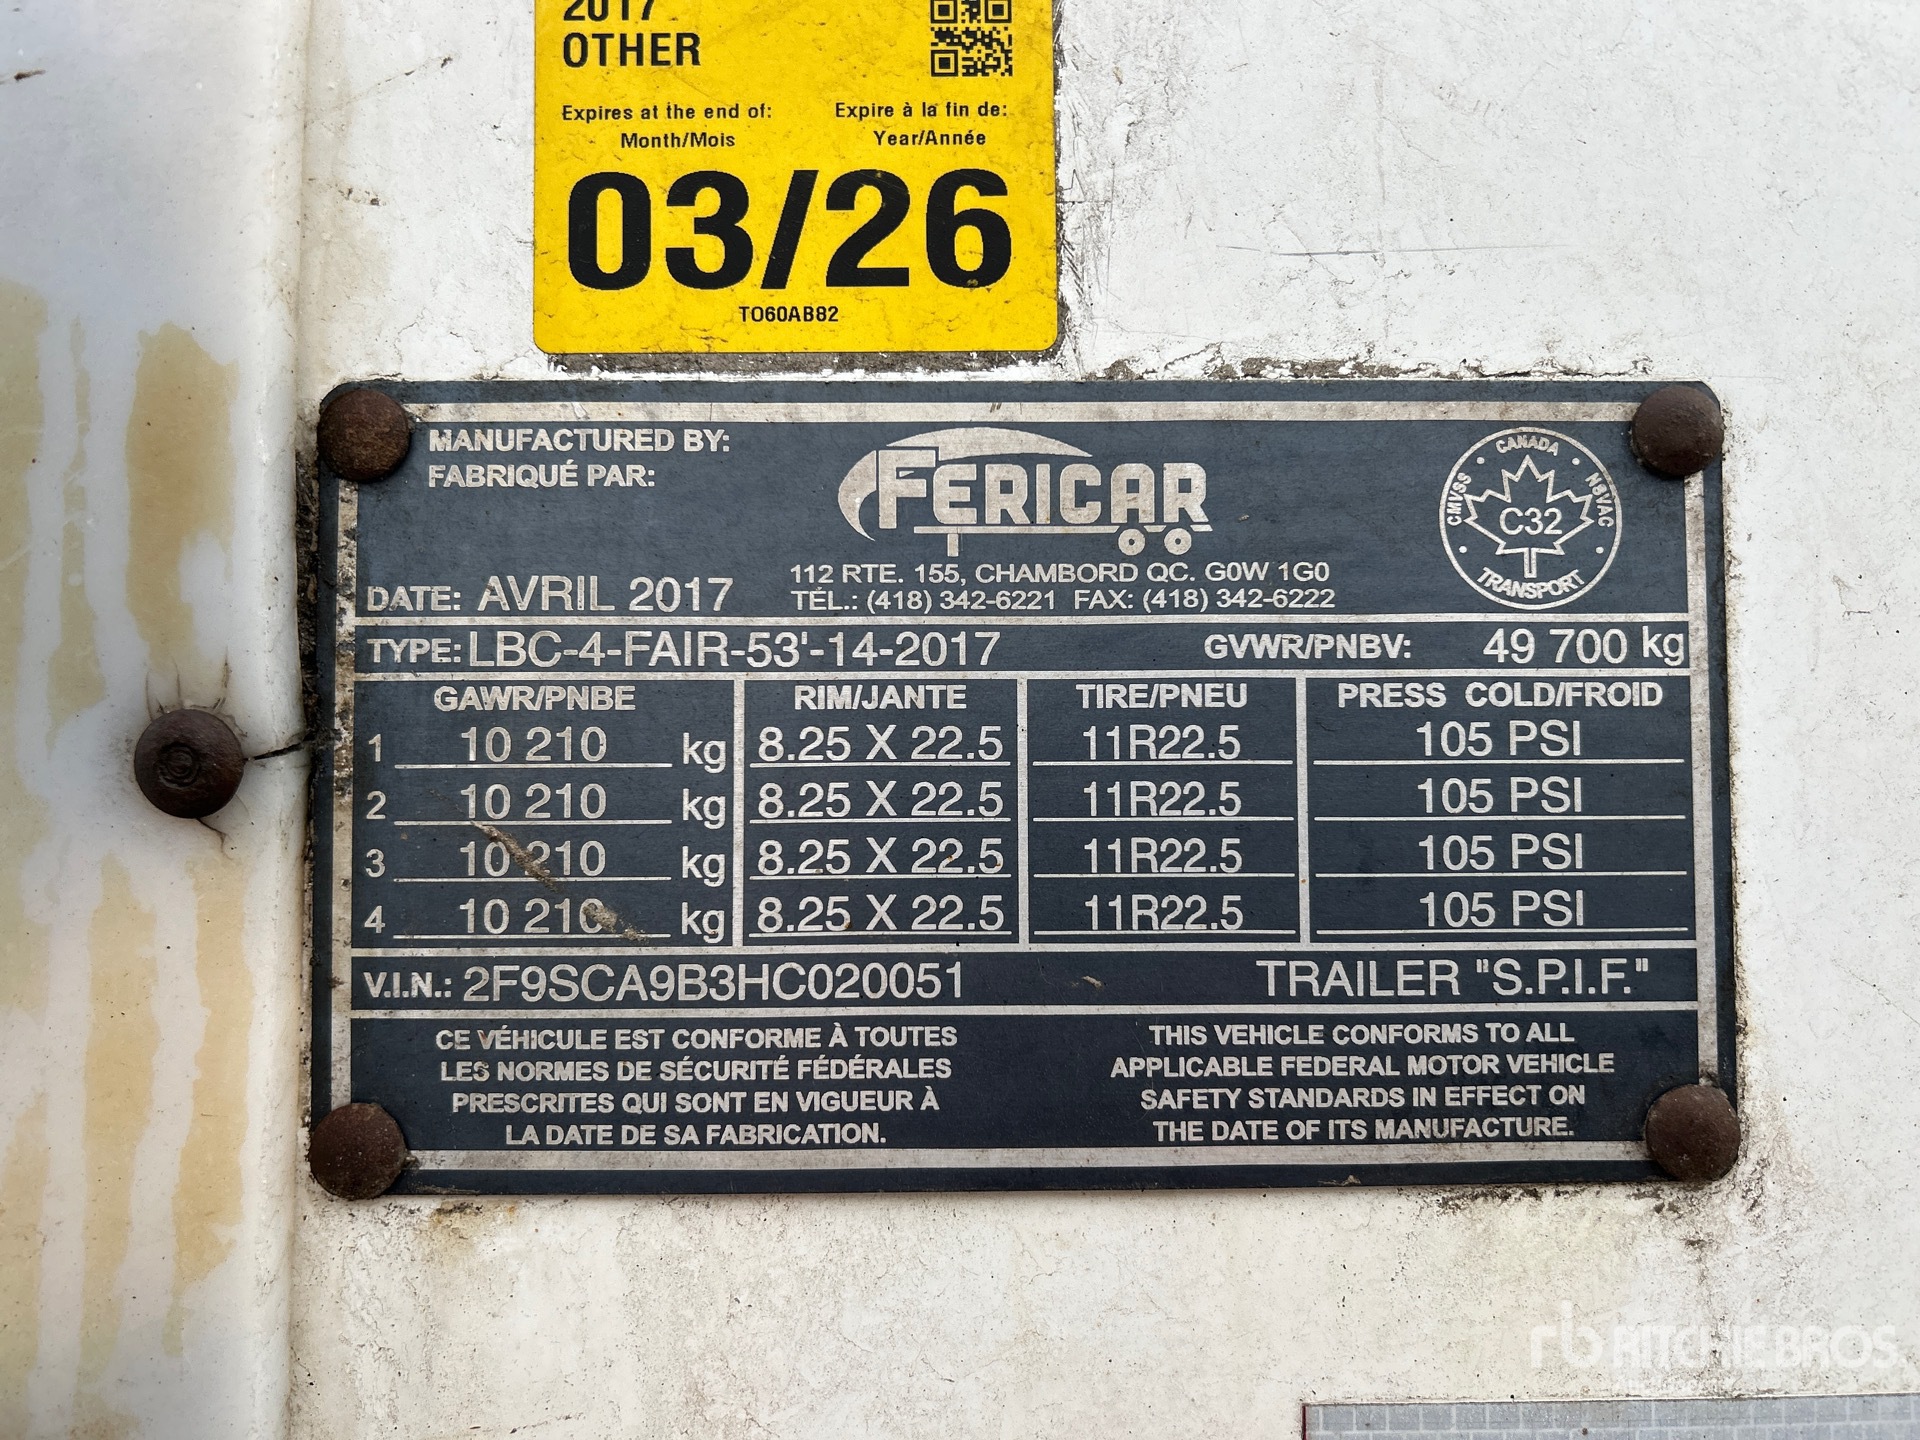 2017
OTHER
Expires at the end of: Expire à la fin de:
Month/Mois Year/Année
03/26
TO60AB82
MANUFACTURED BY:
FABRIQUÉ PAR:
FERICAR
CANADA
CMVSS
NSVAC
C32
TRANSPORT
112 RTE. 155, CHAMBORD QC. G0W 1G0
DATE: AVRIL 2017 TÉL.: (418) 342-6221 FAX: (418) 342-6222
TYPE: LBC-4-FAIR-53'-14-2017 GVWR/PNBV: 49 700 kg
GAWR/PNBE RIM/JANTE TIRE/PNEU PRESS COLD/FROID
1 10 210 kg 8.25 X 22.5 11R22.5 105 PSI
2 10 210 kg 8.25 X 22.5 11R22.5 105 PSI
3 10 210 kg 8.25 X 22.5 11R22.5 105 PSI
4 10 210 kg 8.25 X 22.5 11R22.5 105 PSI
V.I.N.: 2F9SCA9B3HC020051 TRAILER "S.P.I.F."
CE VÉHICULE EST CONFORME À TOUTES
LES NORMES DE SÉCURITÉ FÉDÉRALES
PRESCRITES QUI SONT EN VIGUEUR À
LA DATE DE SA FABRICATION.
THIS VEHICLE CONFORMS TO ALL
APPLICABLE FEDERAL MOTOR VEHICLE
SAFETY STANDARDS IN EFFECT ON
THE DATE OF ITS MANUFACTURE.
rb RITCHIE BROS.